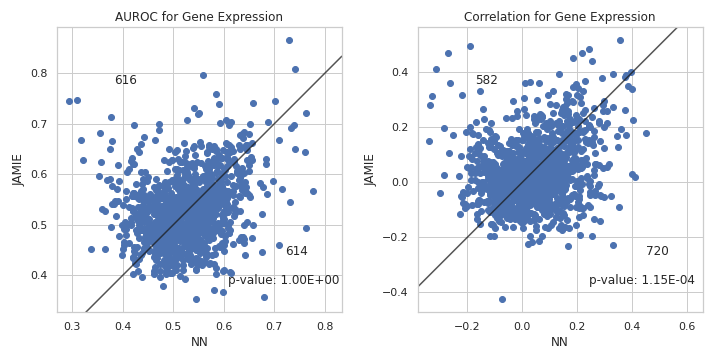 AUROC for Gene Expression
JAMIE
0.8
0.7
0.6
0.5
0.4
616
614
p-value: 1.00E+00
0.3 0.4 0.5 0.6 0.7 0.8
NN
Correlation for Gene Expression
JAMIE
0.4
0.2
0.0
−0.2
−0.4
582
720
p-value: 1.15E-04
−0.2 0.0 0.2 0.4 0.6
NN